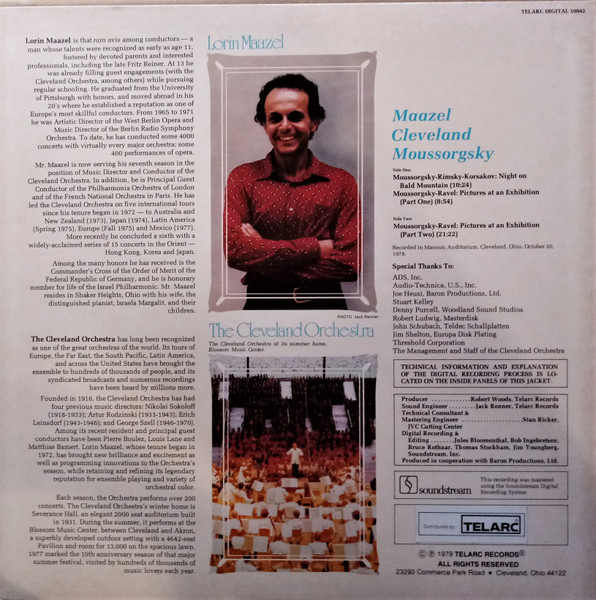 TELARC DIGITAL 10042
Lorin Maazel is that rara avis among conductors — a
man whose talents were recognized as early as age 11,
fostered by devoted parents and interested
professionals, including the late Fritz Reiner. At 13 he
was already filling guest engagements (with the
Cleveland Orchestra, among others) while pursuing
regular schooling. He graduated from the University
of Pittsburgh with honors, and moved abroad in his
20's where he established a reputation as one of
Europe's most skillful conductors. From 1965 to 1971
he was Artistic Director of the West Berlin Opera and
Music Director of the Berlin Radio Symphony
Orchestra. To date, he has conducted some 4000
concerts with virtually every major orchestra; some
400 performances of opera.
Mr. Maazel is now serving his seventh season in the
position of Music Director and Conductor of the
Cleveland Orchestra. In addition, he is Principal Guest
Conductor of the Philharmonia Orchestra of London
and of the French National Orchestra in Paris. He has
led the Cleveland Orchestra on five international tours
since his tenure began in 1972 — to Australia and
New Zealand (1973), Japan (1974), Latin America
(Spring 1975), Europe (Fall 1975) and Mexico (1977).
More recently he concluded a sixth with a
widely-acclaimed series of 15 concerts in the Orient —
Hong Kong, Korea and Japan.
Among the many honors he has received is the
Commander's Cross of the Order of Merit of the
Federal Republic of Germany, and he is honorary
member for life of the Israel Philharmonic. Mr. Maazel
resides in Shaker Heights, Ohio with his wife, the
distinguished pianist, Israela Margalit, and their
children.
The Cleveland Orchestra has long been recognized
as one of the great orchestras of the world. Its tours of
Europe, the Far East, the South Pacific, Latin America,
and across the United States have brought the
ensemble to hundreds of thousands of people, and its
syndicated broadcasts and numerous recordings
have been heard by millions more.
Founded in 1918, the Cleveland Orchestra has had
four previous music directors: Nikolai Sokoloff
(1918-1933); Artur Rodzinski (1933-1943); Erich
Leinsdorf (1943-1946); and George Szell (1946-1970).
Among its recent resident and principal guest
conductors have been Pierre Boulez, Louis Lane and
Matthias Bamert. Lorin Maazel, whose tenure began in
1972, has brought new brilliance and excitement as
well as programming innovations to the Orchestra's
season, while retaining and refining its legendary
reputation for ensemble playing and variety of
orchestral color.
Each season, the Orchestra performs over 200
concerts. The Cleveland Orchestra's winter home is
Severance Hall, an elegant 2000 seat auditorium built
in 1931. During the summer, it performs at the
Blossom Music Center, between Cleveland and Akron,
a superbly developed outdoor setting with a 4642-seat
Pavilion and room for 13,000 on the spacious lawn.
1977 marked the 10th anniversary season of that major
summer festival, visited by hundreds of thousands of
music lovers each year.
Lorin Maazel
PHOTO: Jack Renner
The Cleveland Orchestra
The Cleveland Orchestra at its summer home,
Blossom Music Center.
Maazel
Cleveland
Moussorgsky
Side One:
Moussorgsky-Rimsky-Korsakov: Night on
Bald Mountain (10:24)
Moussorgsky-Ravel: Pictures at an Exhibition
(Part One) (8:54)
Side Two:
Moussorgsky-Ravel: Pictures at an Exhibition
(Part Two) (21:22)
Recorded in Masonic Auditorium, Cleveland, Ohio, October 20,
1978.
Special Thanks To:
ADS, Inc.
Audio-Technica, U.S., Inc.
Joe Heusi, Baron Productions, Ltd.
Stuart Kelley
Denny Purcell, Woodland Sound Studios
Robert Ludwig, Masterdisk
John Schubach, Teldec Schallplatten
Jim Shelton, Europa Disk Plating
Threshold Corporation
The Management and Staff of the Cleveland Orchestra
TECHNICAL INFORMATION AND EXPLANATION
OF THE DIGITAL RECORDING PROCESS IS LO-
CATED ON THE INSIDE PANELS OF THIS JACKET.
Producer ..............Robert Woods, Telarc Records
Sound Engineer ..........Jack Renner, Telarc Records
Technical Consultant &
Mastering Engineer .....................Stan Ricker,
JVC Cutting Center
Digital Recording &
Editing ........Jules Bloomenthal, Bob Ingebretsen,
Bruce Rothaar, Thomas Stockham, Jim Youngberg,
Soundstream, Inc.
Produced in cooperation with Baron Productions, Ltd.
soundstream
This recording was mastered
using the Soundstream Digital
Recording System
Distributed by TELARC
© ℗ 1979 TELARC RECORDS®
ALL RIGHTS RESERVED
23293 Commerce Park Road • Cleveland, Ohio 44122